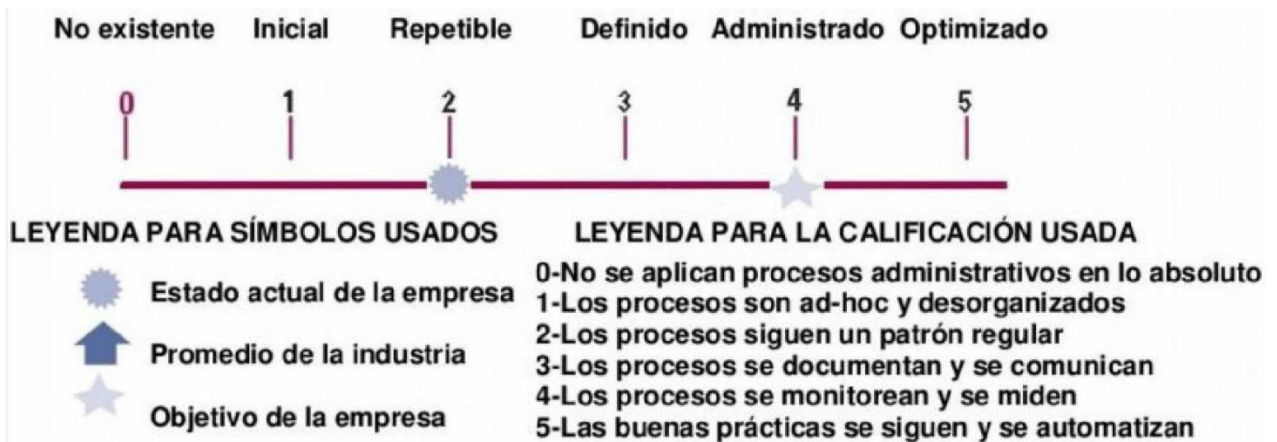 No existente Inicial Repetible Definido Administrado Optimizado
0 1 2 3 4 5
LEYENDA PARA SÍMBOLOS USADOS
Estado actual de la empresa
Promedio de la industria
Objetivo de la empresa
LEYENDA PARA LA CALIFICACIÓN USADA
0-No se aplican procesos administrativos en lo absoluto
1-Los procesos son ad-hoc y desorganizados
2-Los procesos siguen un patrón regular
3-Los procesos se documentan y se comunican
4-Los procesos se monitorean y se miden
5-Las buenas prácticas se siguen y se automatizan